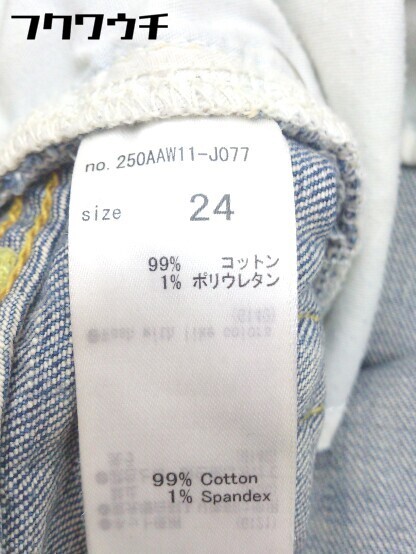 フクワウチ
no. 250AAW11-J077
size 24
99% コットン
1% ポリウレタン
99% Cotton
1% Spandex